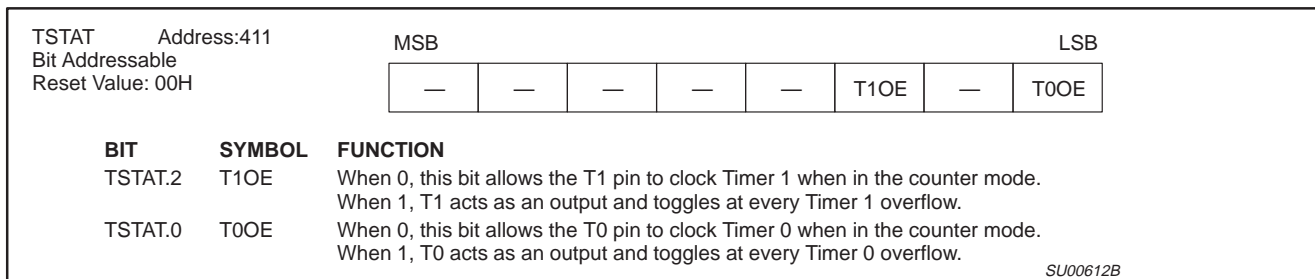 TSTAT Address:411
Bit Addressable
Reset Value: 00H
MSB LSB
— — — — — T1OE — T0OE
BIT SYMBOL FUNCTION
TSTAT.2 T1OE When 0, this bit allows the T1 pin to clock Timer 1 when in the counter mode.
When 1, T1 acts as an output and toggles at every Timer 1 overflow.
TSTAT.0 T0OE When 0, this bit allows the T0 pin to clock Timer 0 when in the counter mode.
When 1, T0 acts as an output and toggles at every Timer 0 overflow.
SU00612B